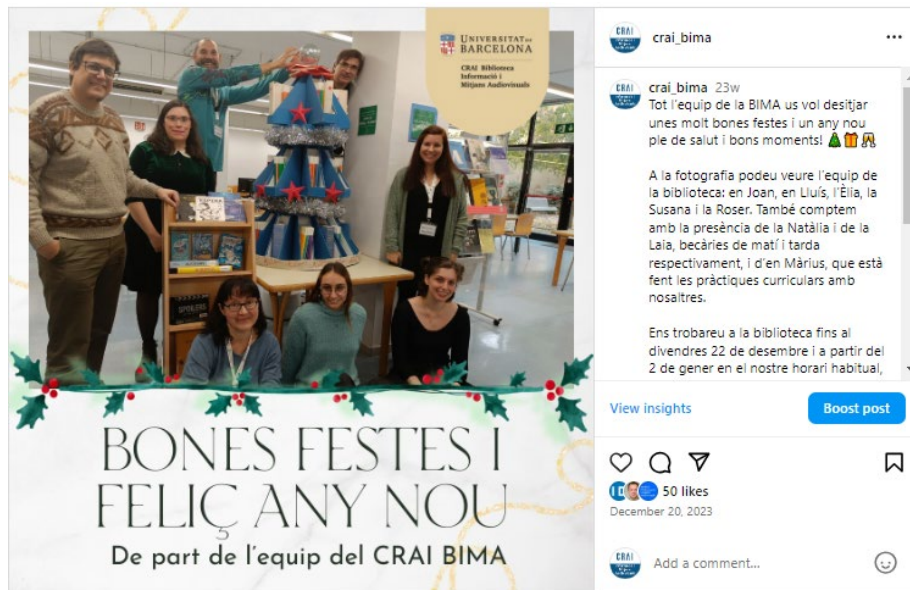 UNIVERSITAT DE
BARCELONA
CRAI Biblioteca
Informació i
Mitjans Audiovisuals
BONES FESTES I
FELIÇ ANY NOU
De part de l'equip del CRAI BIMA
crai_bima
crai_bima 23w
Tot l'equip de la BIMA us vol desitjar
unes molt bones festes i un any nou
ple de salut i bons moments! 🎄🎁🥂
A la fotografia podeu veure l'equip de
la biblioteca: en Joan, en Lluís, l'Èlia, la
Susana i la Roser. També comptem
amb la presència de la Natàlia i de la
Laia, becàries de matí i tarda
respectivament, i d'en Màrius, que està
fent les pràctiques curriculars amb
nosaltres.
Ens trobareu a la biblioteca fins al
divendres 22 de desembre i a partir del
2 de gener en el nostre horari habitual,
View insights
Boost post
50 likes
December 20, 2023
CRAI
Add a comment...